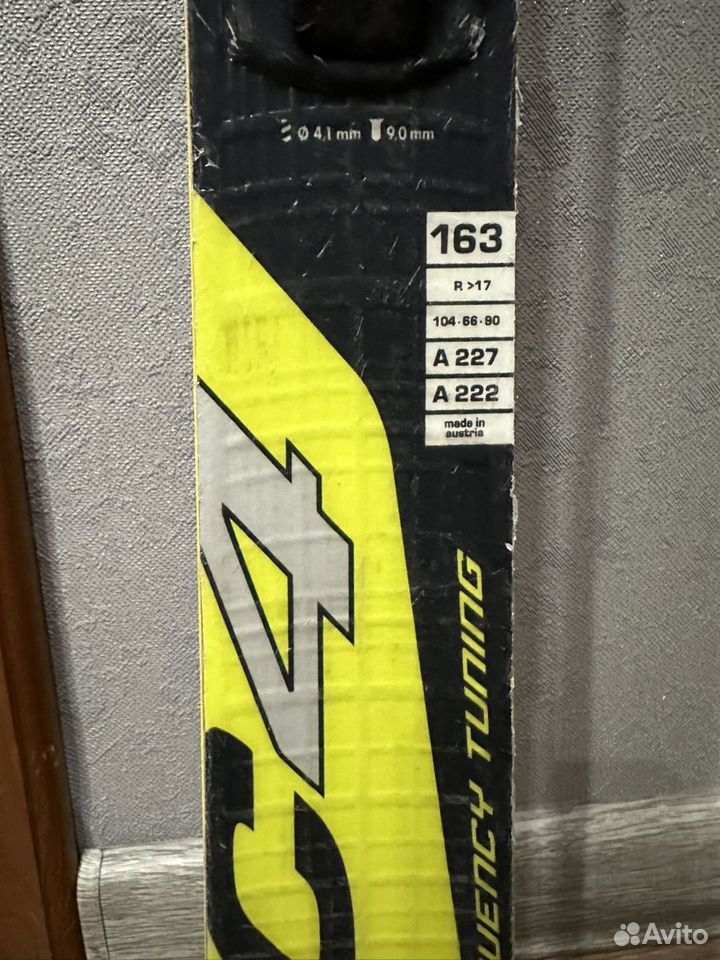 Ø 4,1 mm 9,0 mm
163
R >17
104-66-90
A 227
A 222
made in
austria
C4
UENCY TUNING
Avito